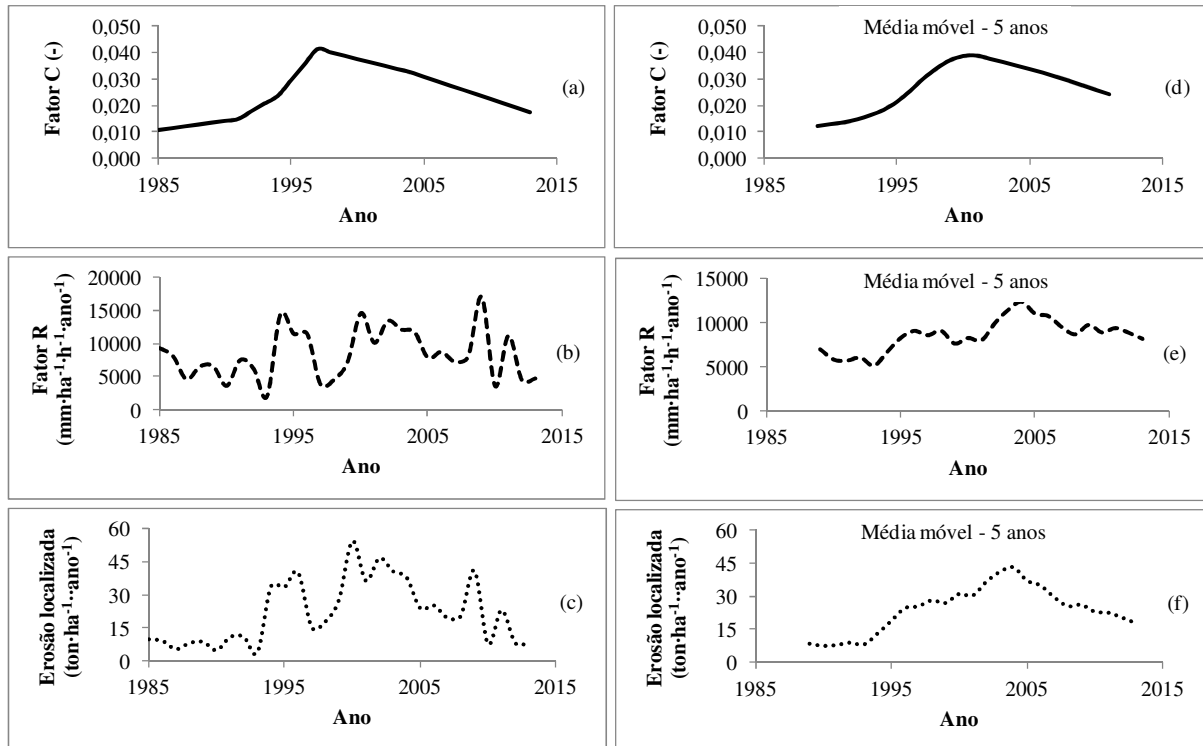 Fator C (-)
0,050
0,040
0,030
0,020
0,010
0,000
1985 1995 2005 2015
Ano
(a)
Média móvel - 5 anos
Fator C (-)
0,050
0,040
0,030
0,020
0,010
0,000
1985 1995 2005 2015
Ano
(d)
Fator R
(mm·ha⁻¹·h⁻¹·ano⁻¹)
20000
15000
10000
5000
0
1985 1995 2005 2015
Ano
(b)
Média móvel - 5 anos
Fator R
(mm·ha⁻¹·h⁻¹·ano⁻¹)
15000
10000
5000
0
1985 1995 2005 2015
Ano
(e)
Erosão localizada
(ton·ha⁻¹··ano⁻¹)
60
45
30
15
0
1985 1995 2005 2015
Ano
(c)
Média móvel - 5 anos
Erosão localizada
(ton·ha⁻¹··ano⁻¹)
60
45
30
15
0
1985 1995 2005 2015
Ano
(f)